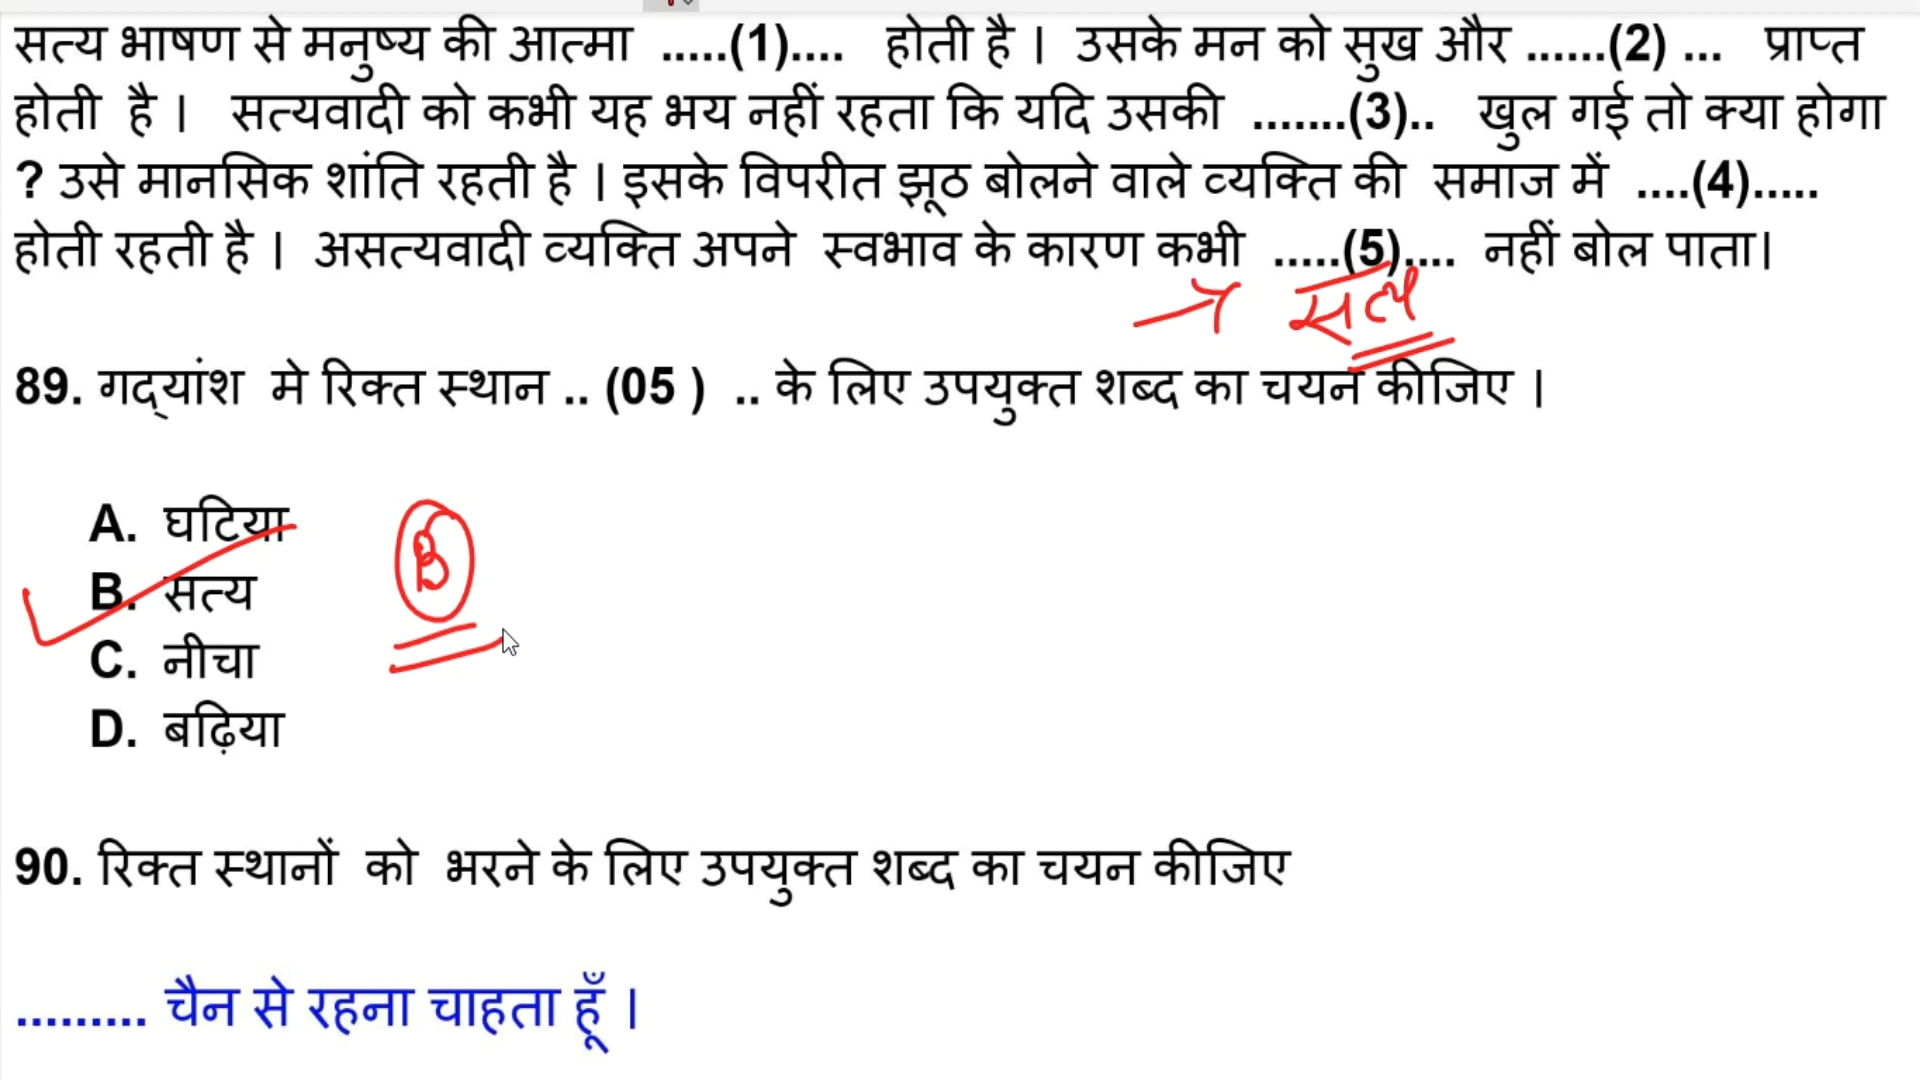 सत्य भाषण से मनुष्य की आत्मा .....(1).... होती है । उसके मन को सुख और ......(2) ... प्राप्त
होती है । सत्यवादी को कभी यह भय नहीं रहता कि यदि उसकी .......(3).. खुल गई तो क्या होगा
? उसे मानसिक शांति रहती है । इसके विपरीत झूठ बोलने वाले व्यक्ति की समाज में ....(4).....
होती रहती है । असत्यवादी व्यक्ति अपने स्वभाव के कारण कभी .....(5).... नहीं बोल पाता।
सत्य
89. गद्यांश मे रिक्त स्थान .. (05 ) .. के लिए उपयुक्त शब्द का चयन कीजिए ।
A. घटिया
B
B. सत्य
C. नीचा
D. बढ़िया
90. रिक्त स्थानों को भरने के लिए उपयुक्त शब्द का चयन कीजिए
......... चैन से रहना चाहता हूँ ।